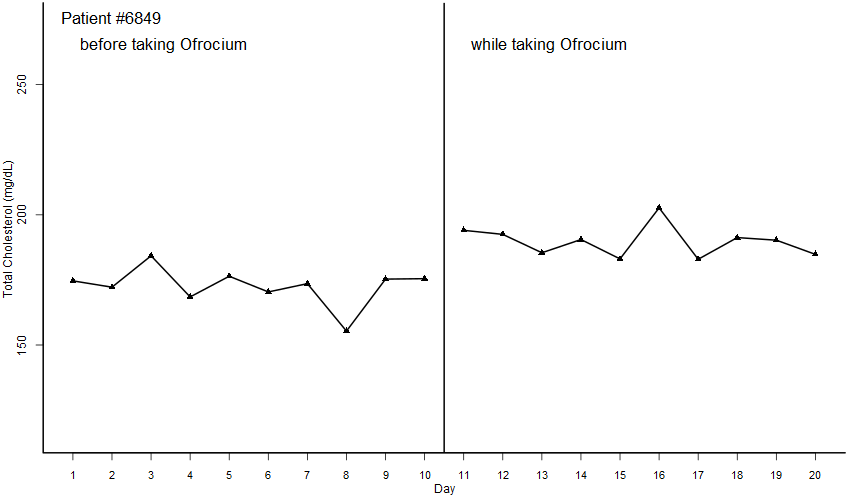 Patient #6849
before taking Ofrocium
while taking Ofrocium
Total Cholesterol (mg/dL)
250
200
150
1 2 3 4 5 6 7 8 9 10 11 12 13 14 15 16 17 18 19 20
Day